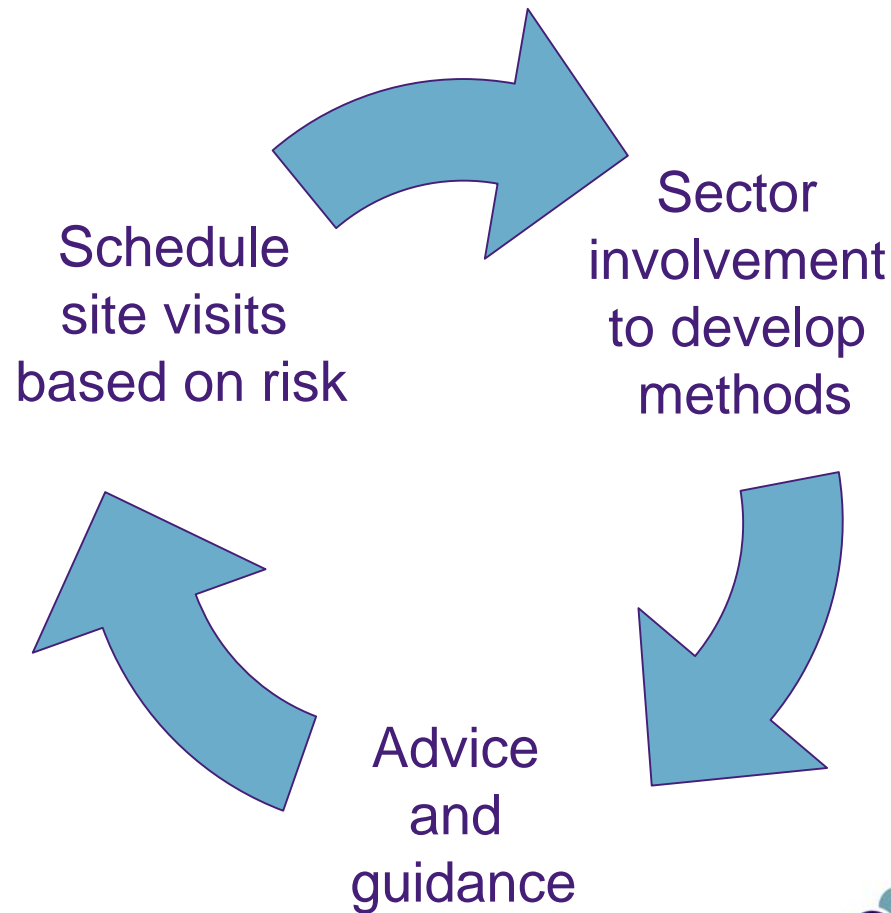 Schedule
site visits
based on risk
Sector
involvement
to develop
methods
Advice
and
guidance